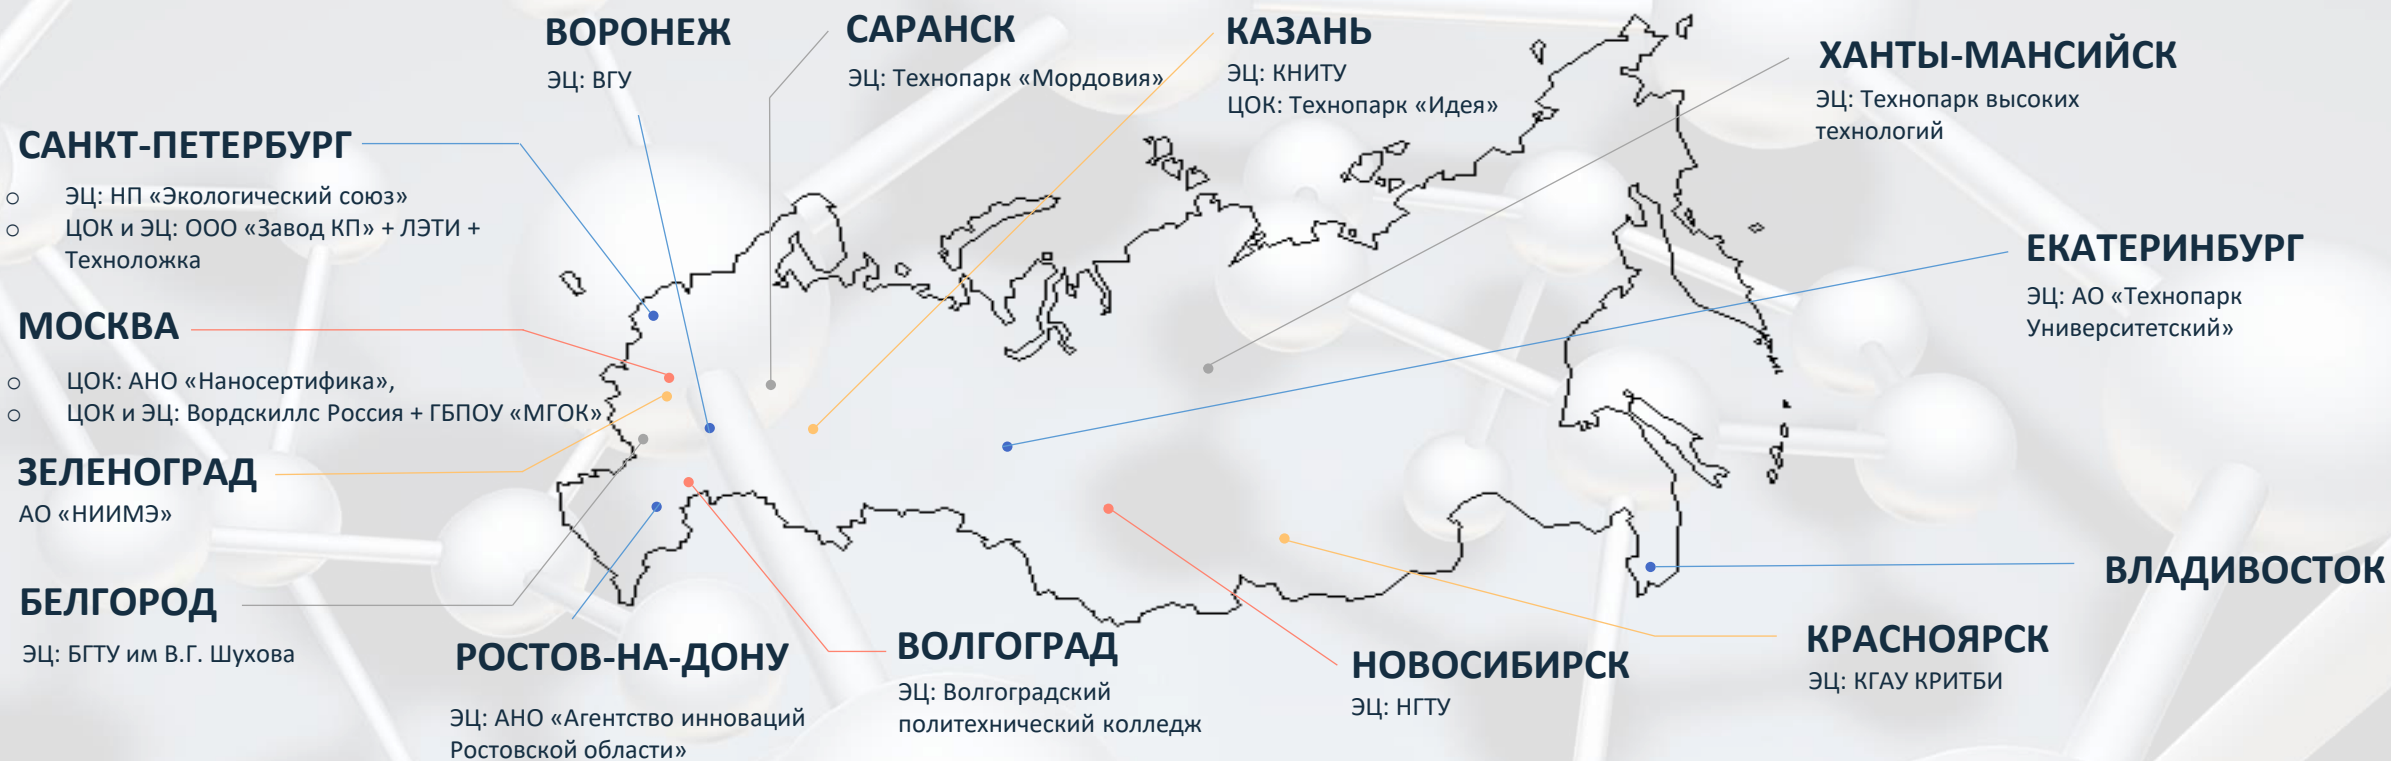 ВОРОНЕЖ
ЭЦ: ВГУ
САРАНСК
ЭЦ: Технопарк «Мордовия»
КАЗАНЬ
ЭЦ: КНИТУ
ЦОК: Технопарк «Идея»
ХАНТЫ-МАНСИЙСК
ЭЦ: Технопарк высоких
технологий
САНКТ-ПЕТЕРБУРГ
ЭЦ: НП «Экологический союз»
ЦОК и ЭЦ: ООО «Завод КП» + ЛЭТИ +
Техноложка
ЕКАТЕРИНБУРГ
ЭЦ: АО «Технопарк
Университетский»
МОСКВА
ЦОК: АНО «Наносертифика»,
ЦОК и ЭЦ: Вордскиллс Россия + ГБПОУ «МГОК»
ЗЕЛЕНОГРАД
АО «НИИМЭ»
БЕЛГОРОД
ЭЦ: БГТУ им В.Г. Шухова
РОСТОВ-НА-ДОНУ
ЭЦ: АНО «Агентство инноваций
Ростовской области»
ВОЛГОГРАД
ЭЦ: Волгоградский
политехнический колледж
НОВОСИБИРСК
ЭЦ: НГТУ
КРАСНОЯРСК
ЭЦ: КГАУ КРИТБИ
ВЛАДИВОСТОК